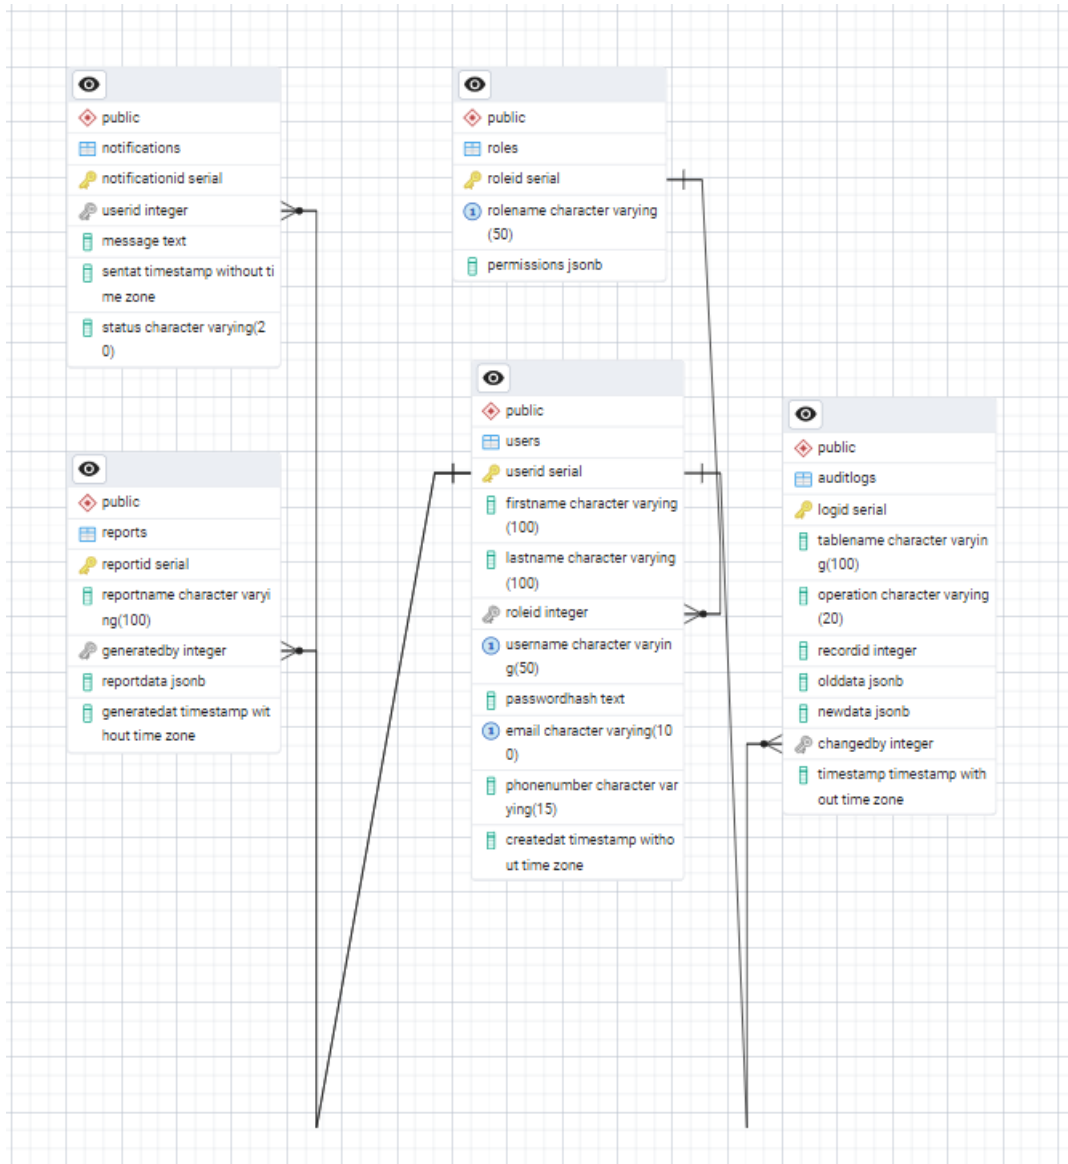 public
notifications
notificationid serial
userid integer
message text
sentat timestamp without ti
me zone
status character varying(2
0)
public
roles
roleid serial
1 rolename character varying
(50)
permissions jsonb
public
users
userid serial
firstname character varying
(100)
lastname character varying
(100)
roleid integer
1 username character varyin
g(50)
passwordhash text
1 email character varying(10
0)
phonenumber character var
ying(15)
createdat timestamp witho
ut time zone
public
reports
reportid serial
reportname character varyi
ng(100)
generatedby integer
reportdata jsonb
generatedat timestamp wit
hout time zone
public
auditlogs
logid serial
tablename character varyin
g(100)
operation character varying
(20)
recordid integer
olddata jsonb
newdata jsonb
changedby integer
timestamp timestamp with
out time zone